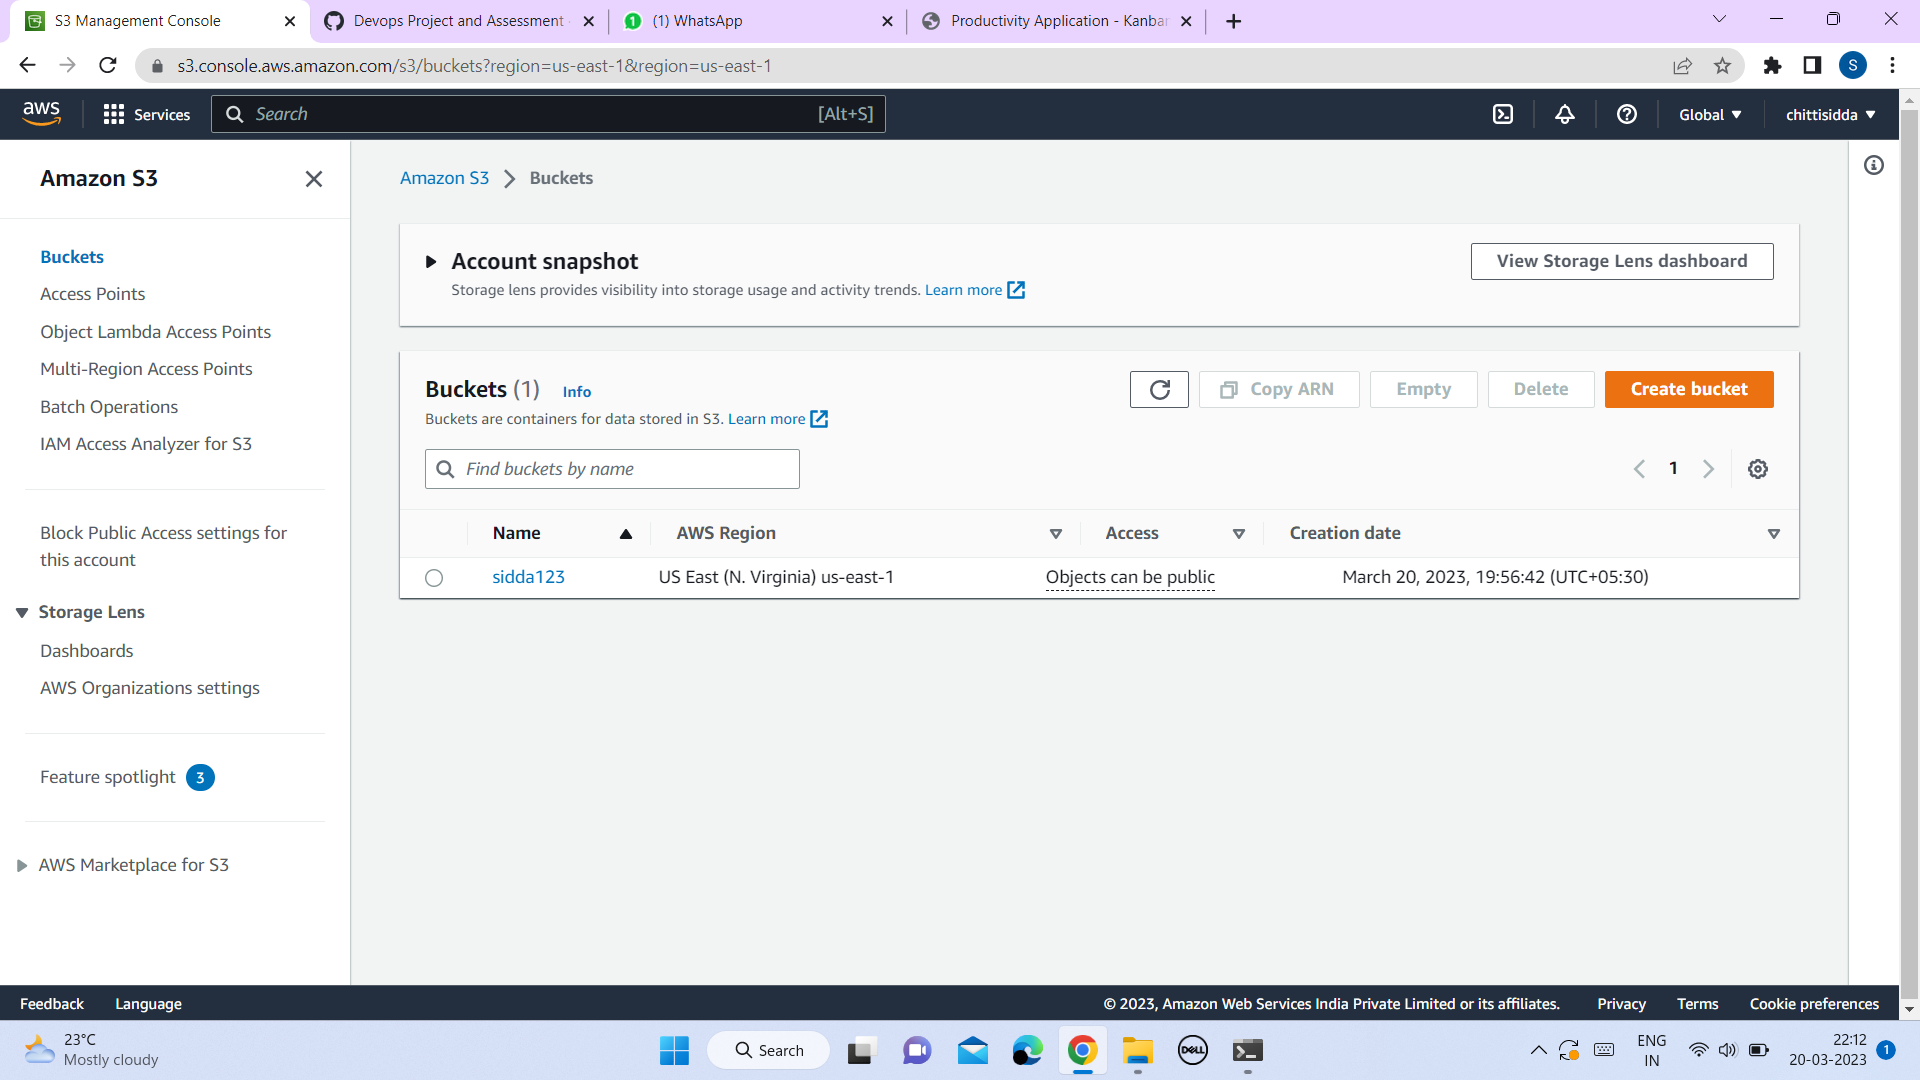 S3 Management Console
Devops Project and Assessment
(1) WhatsApp
Productivity Application - Kanban
s3.console.aws.amazon.com/s3/buckets?region=us-east-1&region=us-east-1
S
aws
Services
Search
[Alt+S]
Global
chittisidda
Amazon S3
Buckets
Access Points
Object Lambda Access Points
Multi-Region Access Points
Batch Operations
IAM Access Analyzer for S3
Block Public Access settings for
this account
Storage Lens
Dashboards
AWS Organizations settings
Feature spotlight 3
AWS Marketplace for S3
Amazon S3 > Buckets
Account snapshot
Storage lens provides visibility into storage usage and activity trends. Learn more
View Storage Lens dashboard
Buckets (1) Info
Buckets are containers for data stored in S3. Learn more
Copy ARN
Empty
Delete
Create bucket
Find buckets by name
1
Name AWS Region Access Creation date
sidda123 US East (N. Virginia) us-east-1 Objects can be public March 20, 2023, 19:56:42 (UTC+05:30)
Feedback Language
© 2023, Amazon Web Services India Private Limited or its affiliates. Privacy Terms Cookie preferences
23°C
Mostly cloudy
Search
DELL
ENG
IN
22:12
20-03-2023
1